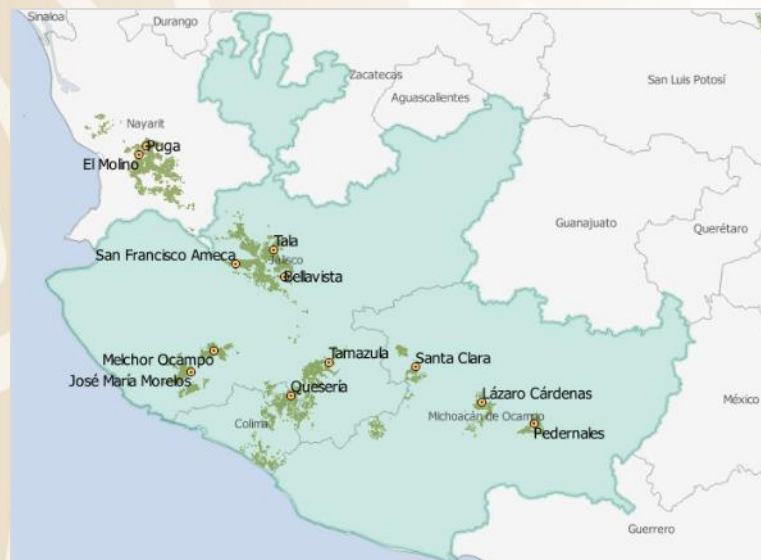 Sinaloa
Durango
Zacatecas
San Luis Potosí
Aguascalientes
Nayarit
Puga
El Molino
Guanajuato
Querétaro
Tala
San Francisco Ameca
Jalisco
Bellavista
Melchor Ocampo
Tamazula
Santa Clara
José María Morelos
Quesería
Lázaro Cárdenas
México
Colima
Michoacán de Ocampo
Pedernales
Guerrero